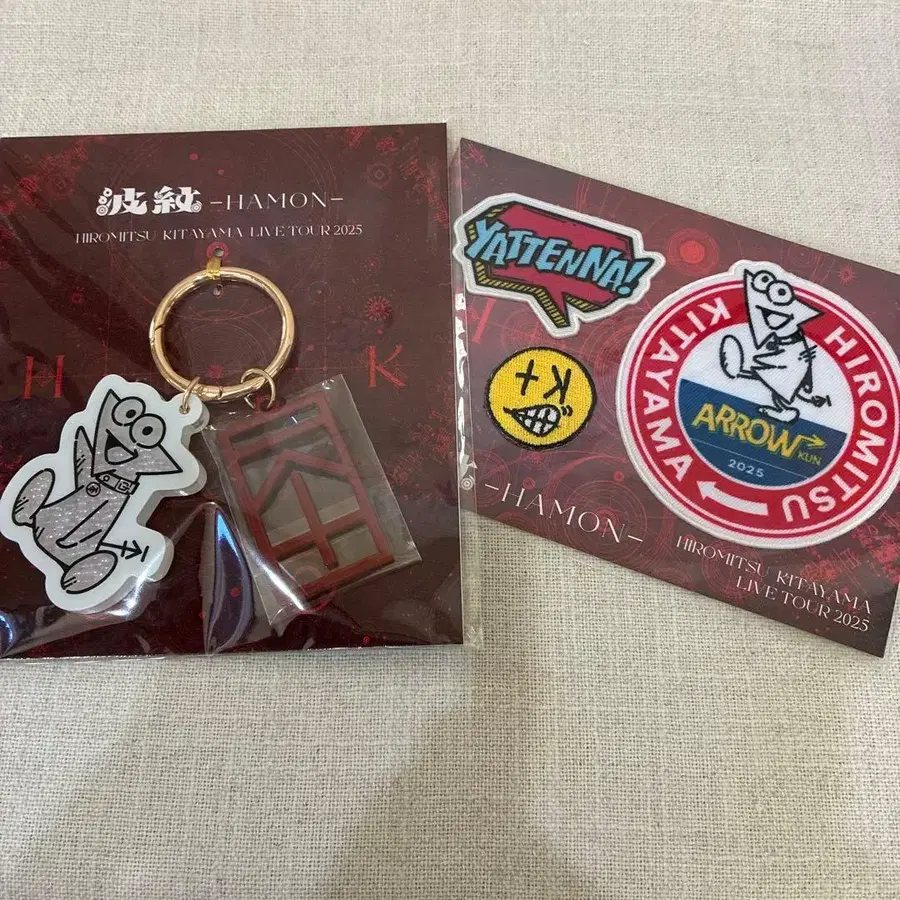 波紋 -HAMON-
HIROMITSU KITAYAMA LIVE TOUR 2025
H K
YATTENNA!
K+
HIROMITSU
KITAYAMA
ARROW
KUN
2025
-HAMON-
HIROMITSU KITAYAMA
LIVE TOUR 2025